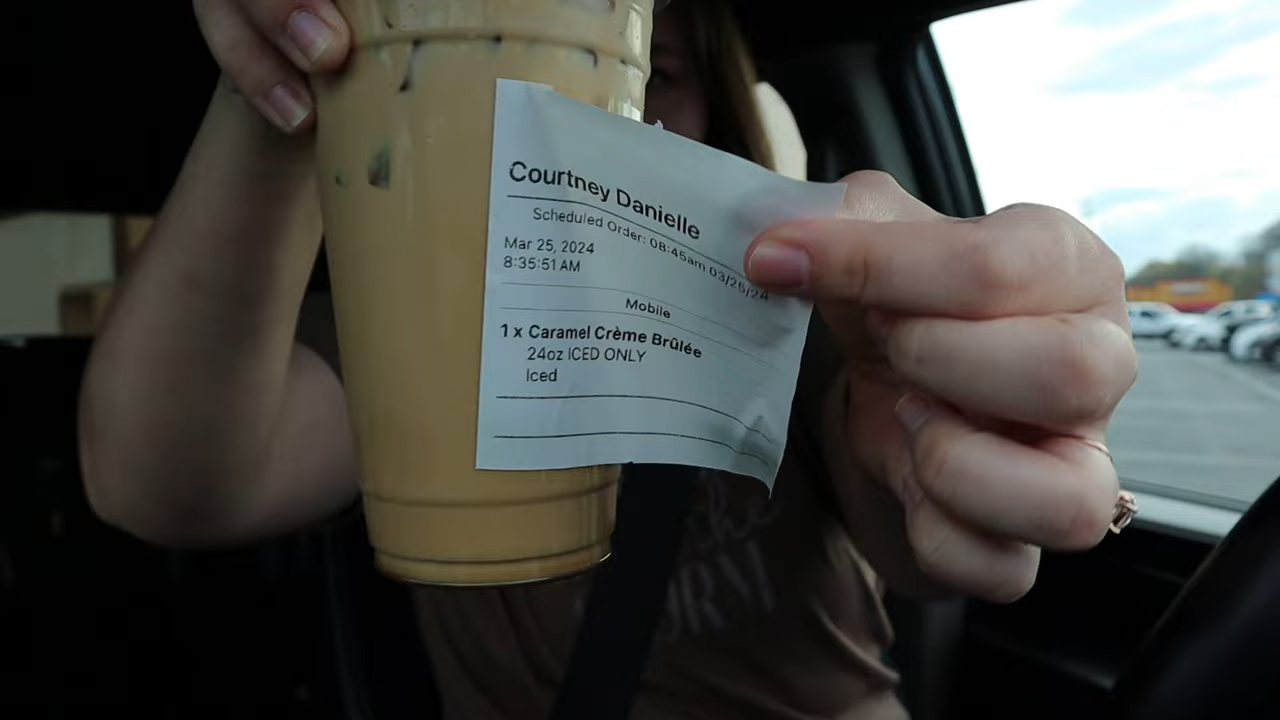 Courtney Danielle
Scheduled Order: 08:45am 03/25/24
Mar 25, 2024
8:35:51 AM
Mobile
1 x Caramel Crème Brûlée
24oz ICED ONLY
Iced